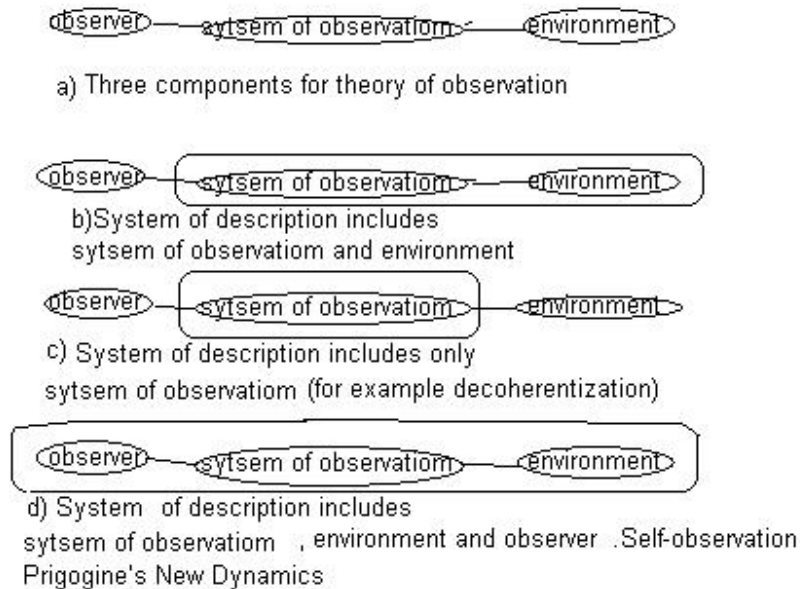 observer sytsem of observatiom environment
a) Three components for theory of observation
observer sytsem of observatiom environment
b)System of description includes
sytsem of observatiom and environment
observer sytsem of observatiom environment
c) System of description includes only
sytsem of observatiom (for example decoherentization)
observer sytsem of observatiom environment
d) System of description includes
sytsem of observatiom , environment and observer .Self-observation
Prigogine's New Dynamics